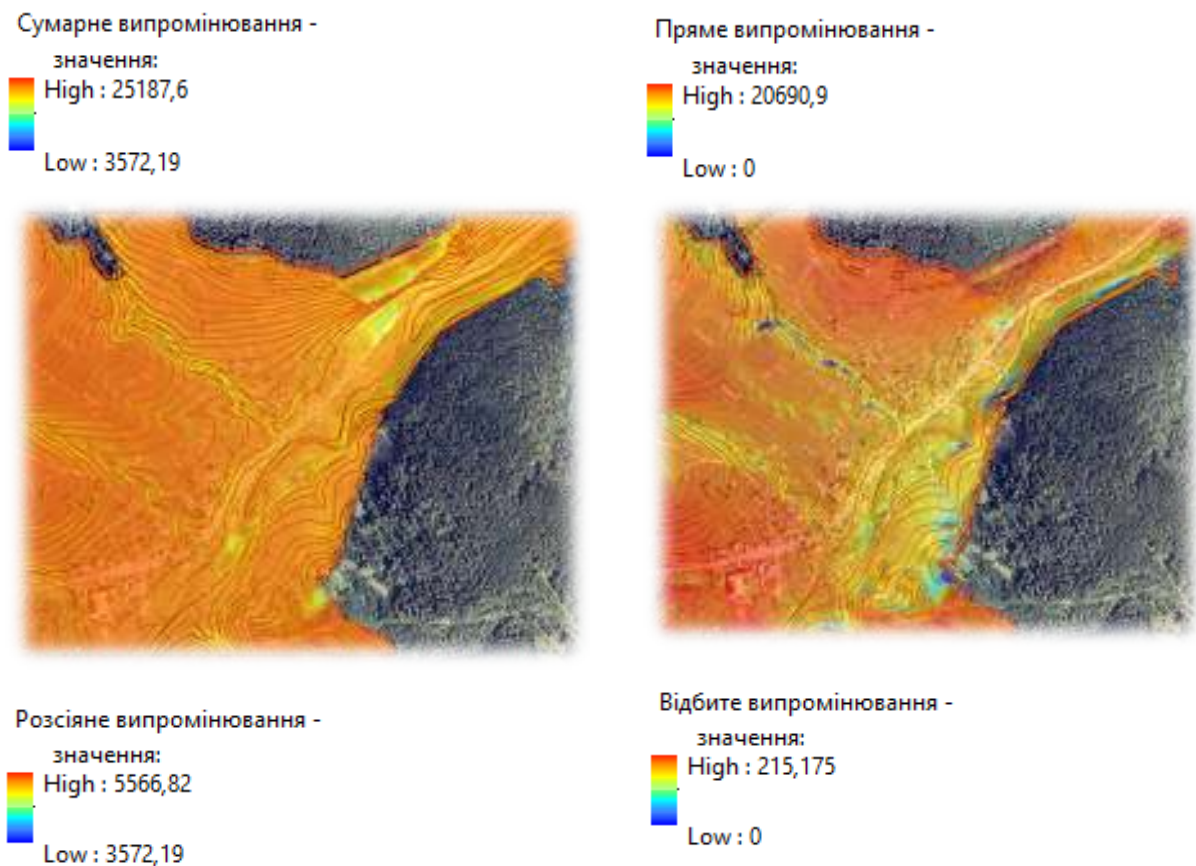 Сумарне випромінювання -
значення:
High : 25187,6
Low : 3572,19
Пряме випромінювання -
значення:
High : 20690,9
Low : 0
Розсіяне випромінювання -
значення:
High : 5566,82
Low : 3572,19
Відбите випромінювання -
значення:
High : 215,175
Low : 0